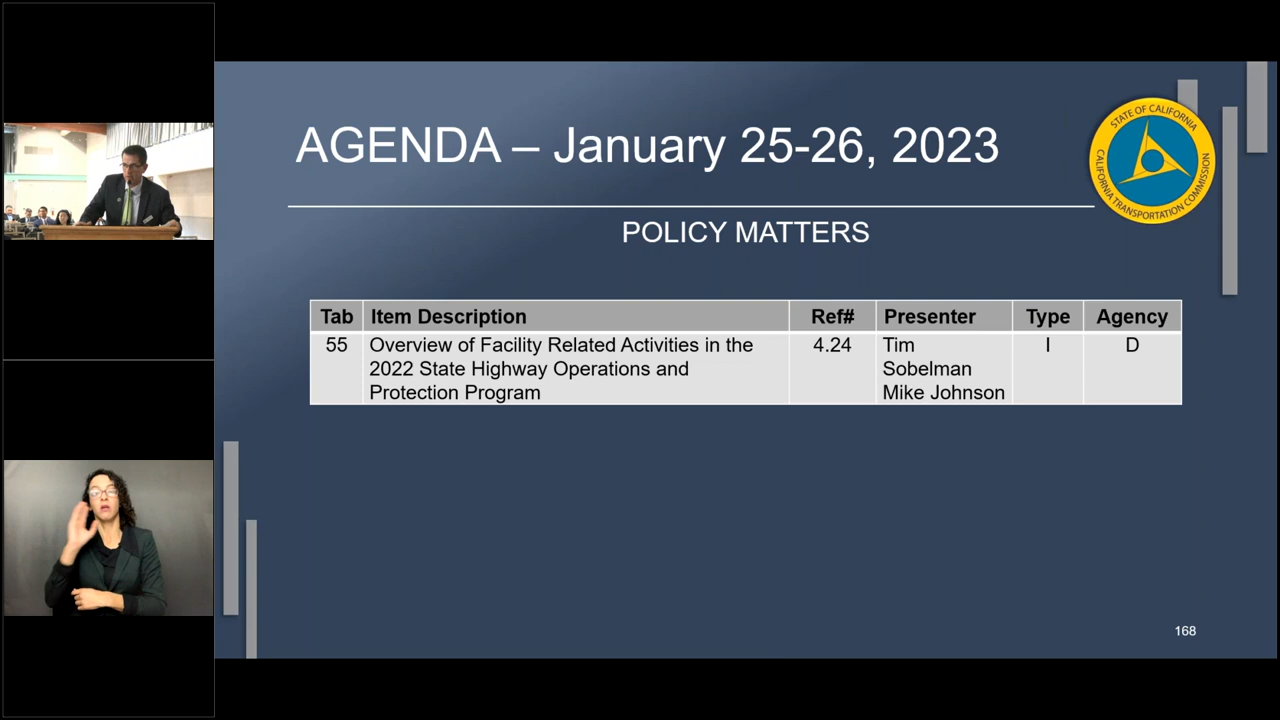 AGENDA – January 25-26, 2023
STATE OF CALIFORNIA
CALIFORNIA TRANSPORTATION COMMISSION
POLICY MATTERS
Tab Item Description Ref# Presenter Type I Agency
55 Overview of Facility Related Activities in the 4.24 Tim I D
2022 State Highway Operations and Sobelman
Protection Program Mike Johnson
168